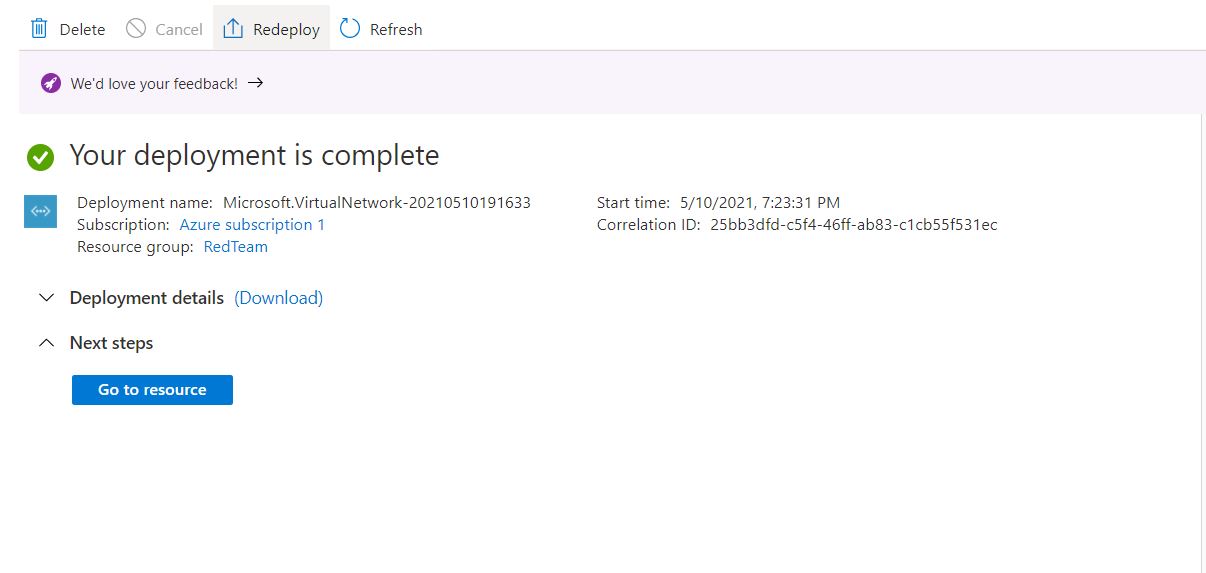 Delete Cancel Redeploy Refresh
We'd love your feedback! →
Your deployment is complete
Deployment name: Microsoft.VirtualNetwork-20210510191633 Start time: 5/10/2021, 7:23:31 PM
Subscription: Azure subscription 1 Correlation ID: 25bb3dfd-c5f4-46ff-ab83-c1cb55f531ec
Resource group: RedTeam
Deployment details (Download)
Next steps
Go to resource